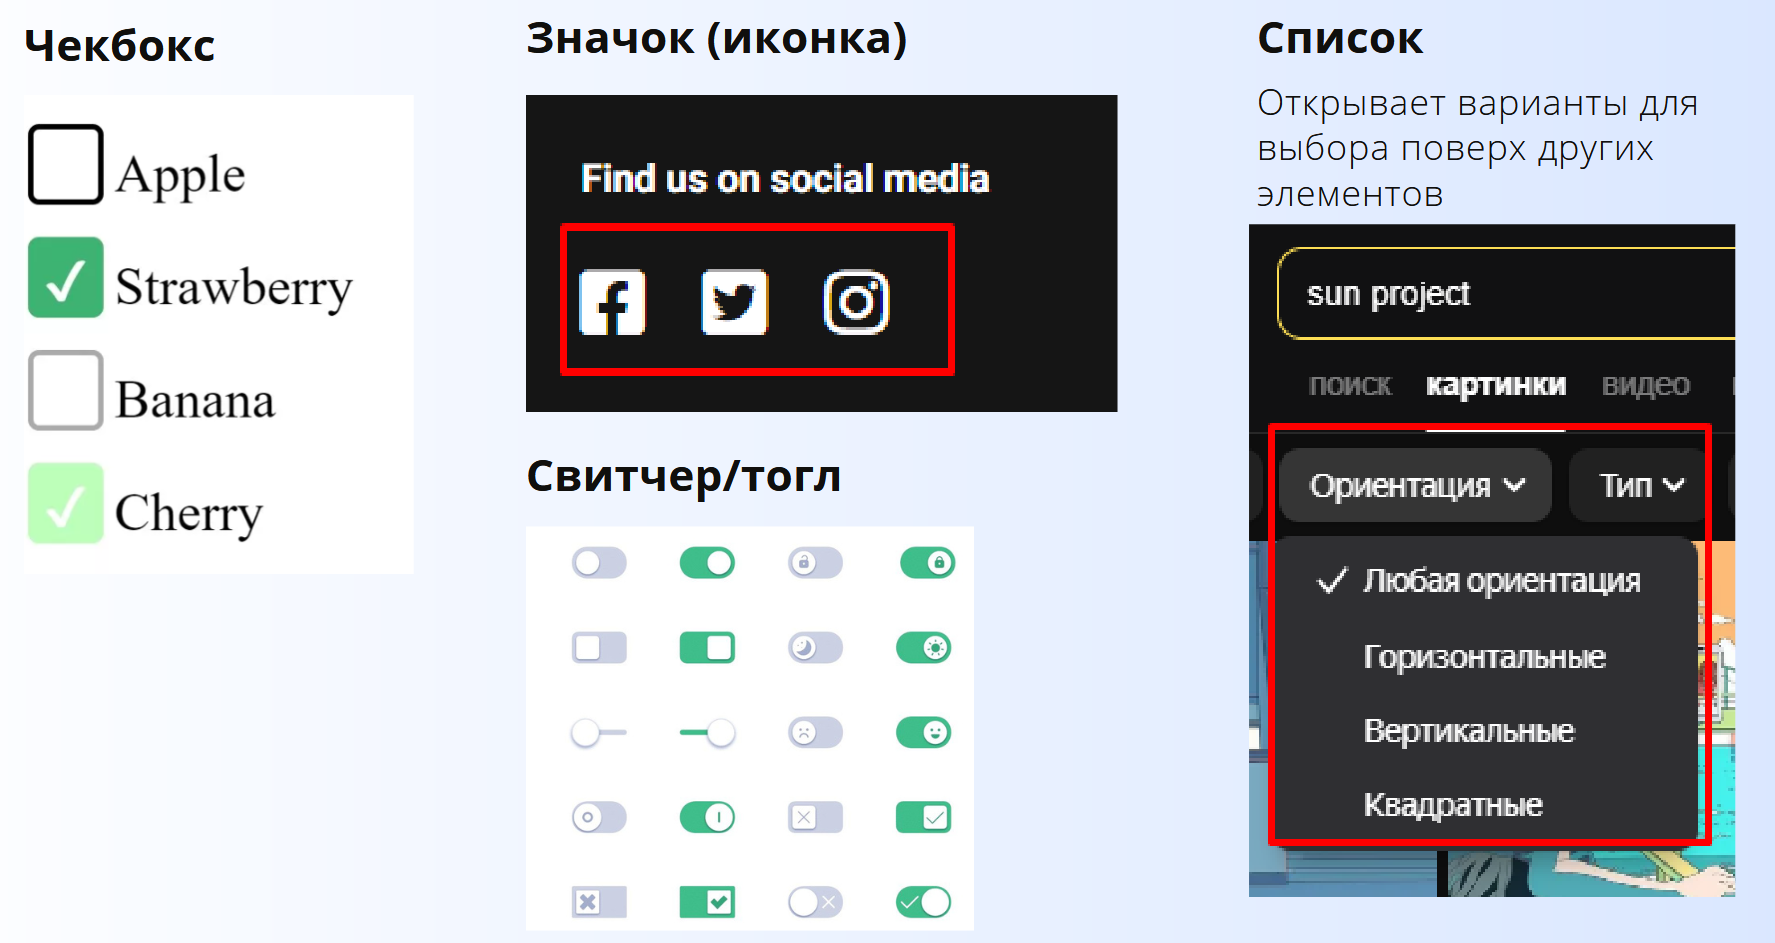 Чекбокс
Apple
Strawberry
Banana
Cherry
Значок (иконка)
Find us on social media
Свитчер/тогл
Список
Открывает варианты для
выбора поверх других
элементов
sun project
поиск картинки видео
Ориентация Тип
Любая ориентация
Горизонтальные
Вертикальные
Квадратные